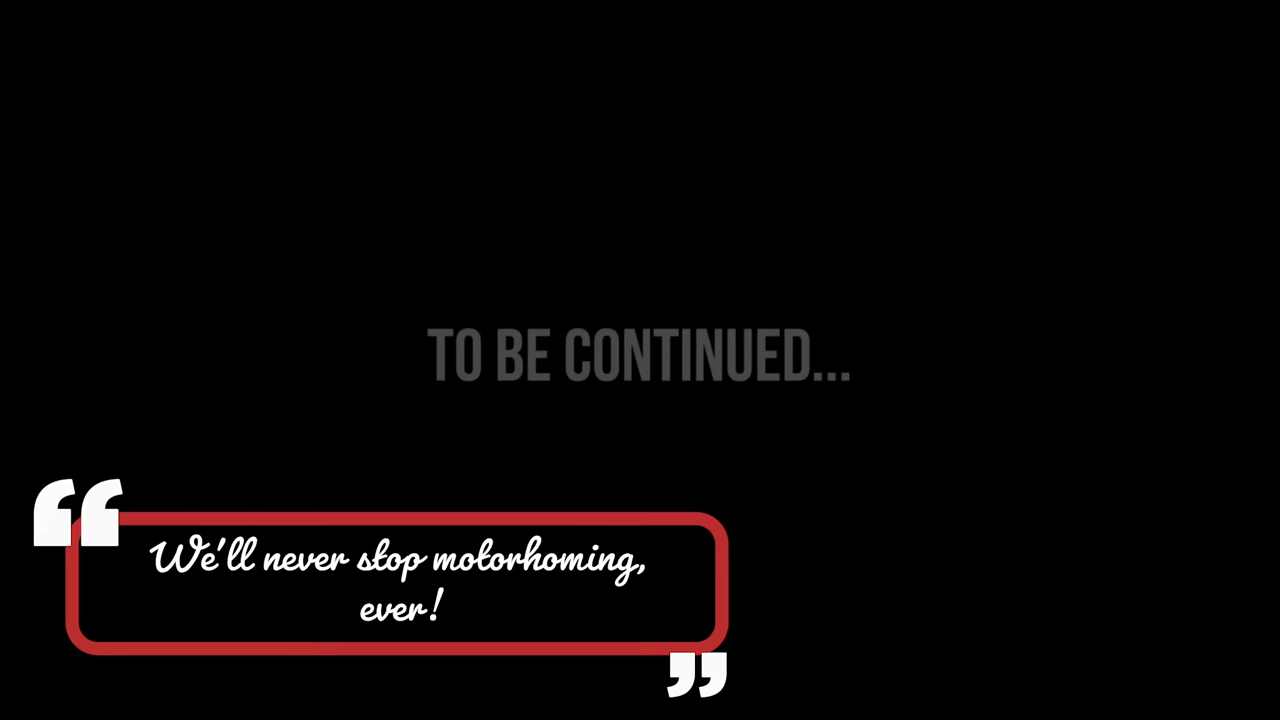 TO BE CONTINUED...
“
We'll never stop motorhoming,
ever!
”